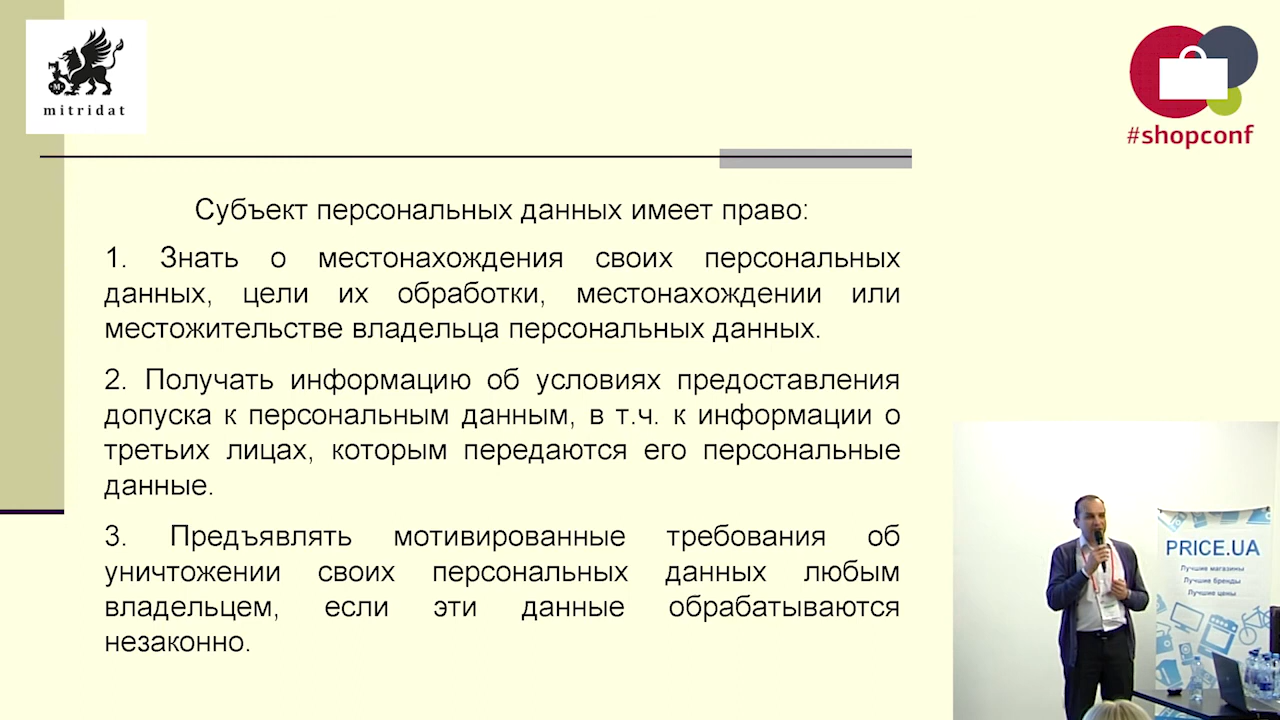 mitridat
#shopconf
Субъект персональных данных имеет право:
1. Знать о местонахождения своих персональных
данных, цели их обработки, местонахождении или
местожительстве владельца персональных данных.
2. Получать информацию об условиях предоставления
допуска к персональным данным, в т.ч. к информации о
третьих лицах, которым передаются его персональные
данные.
3. Предъявлять мотивированные требования об
уничтожении своих персональных данных любым
владельцем, если эти данные обрабатываются
незаконно.
PRICE.UA
Лучшие магазины
Лучшие бренды
Лучшие цены